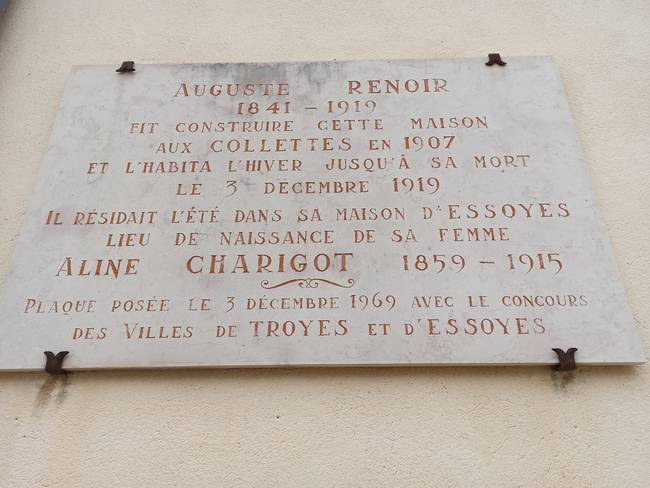 AUGUSTE RENOIR
1841 – 1919
FIT CONSTRUIRE CETTE MAISON
AUX COLLETTES EN 1907
ET L'HABITA L'HIVER JUSQU'À SA MORT
LE 3 DÉCEMBRE 1919
IL RÉSIDAIT L'ÉTÉ DANS SA MAISON D'ESSOYES
LIEU DE NAISSANCE DE SA FEMME
ALINE CHARIGOT 1859 – 1915
PLAQUE POSÉE LE 3 DÉCEMBRE 1969 AVEC LE CONCOURS
DES VILLES DE TROYES ET D'ESSOYES